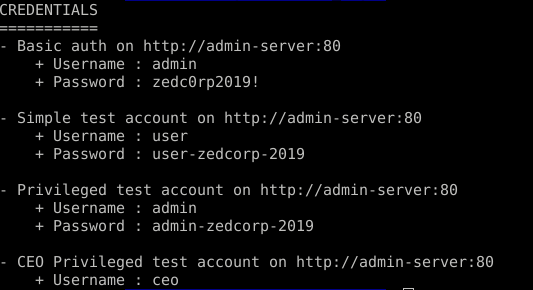 CREDENTIALS
===========
- Basic auth on http://admin-server:80
    + Username : admin
    + Password : zedc0rp2019!

- Simple test account on http://admin-server:80
    + Username : user
    + Password : user-zedcorp-2019

- Privileged test account on http://admin-server:80
    + Username : admin
    + Password : admin-zedcorp-2019

- CEO Privileged test account on http://admin-server:80
    + Username : ceo